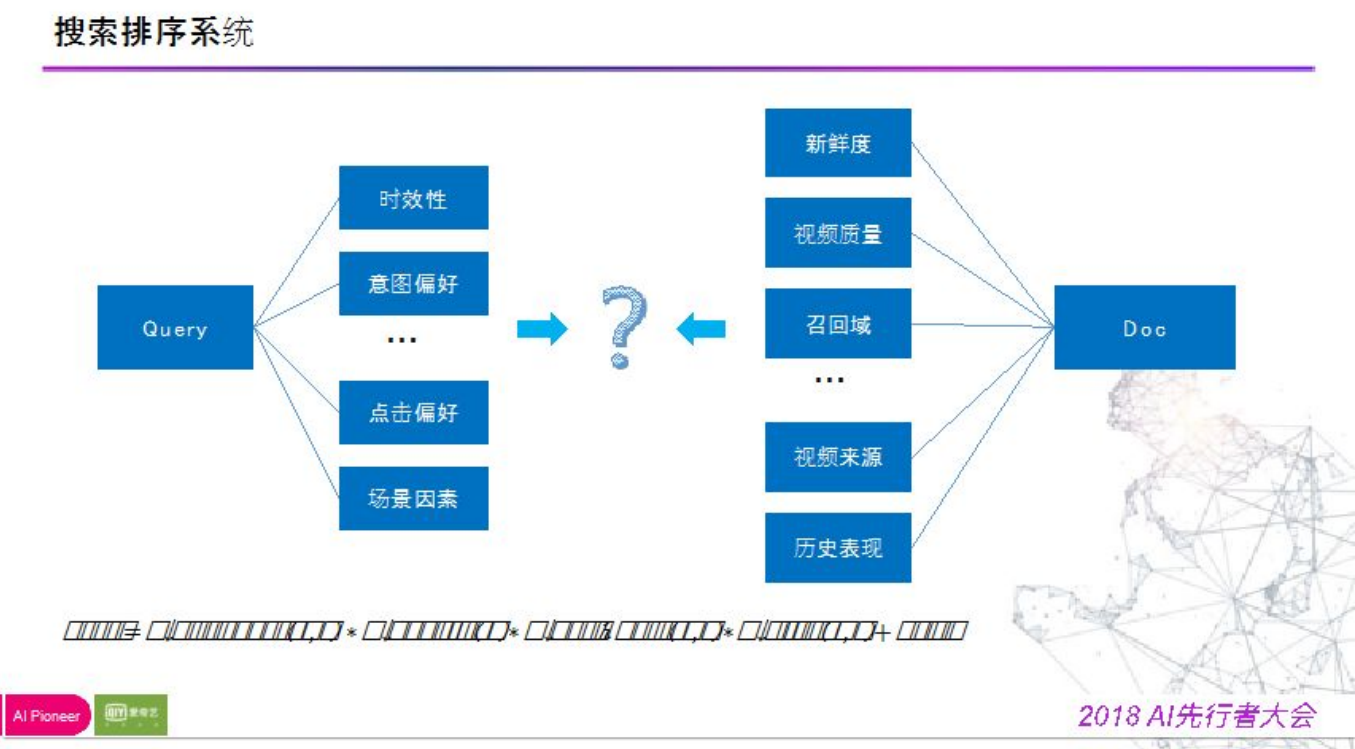 搜索排序系统
Query
时效性
意图偏好
...
点击偏好
场景因素
?
新鲜度
视频质量
召回域
...
视频来源
历史表现
Doc
AI Pioneer
QIY 爱奇艺
2018 AI先行者大会